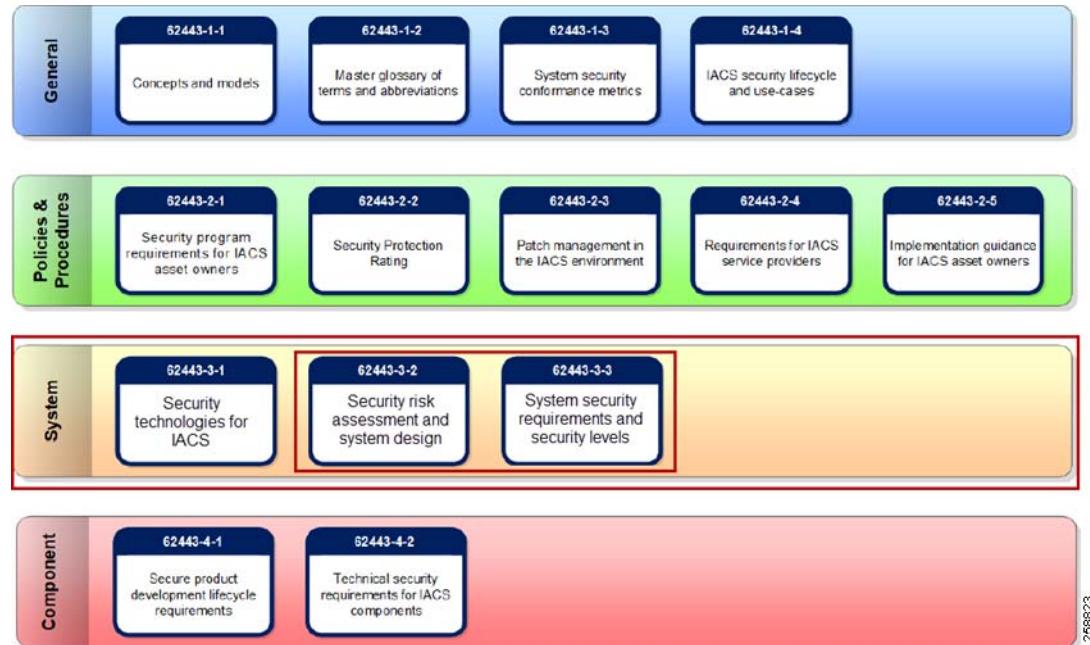 General
62443-1-1
Concepts and models
62443-1-2
Master glossary of
terms and abbreviations
62443-1-3
System security
conformance metrics
62443-1-4
IACS security lifecycle
and use-cases
Policies &
Procedures
62443-2-1
Security program
requirements for IACS
asset owners
62443-2-2
Security Protection
Rating
62443-2-3
Patch management in
the IACS environment
62443-2-4
Requirements for IACS
service providers
62443-2-5
Implementation guidance
for IACS asset owners
System
62443-3-1
Security
technologies for
IACS
62443-3-2
Security risk
assessment and
system design
62443-3-3
System security
requirements and
security levels
Component
62443-4-1
Secure product
development lifecycle
requirements
62443-4-2
Technical security
requirements for IACS
components
258823